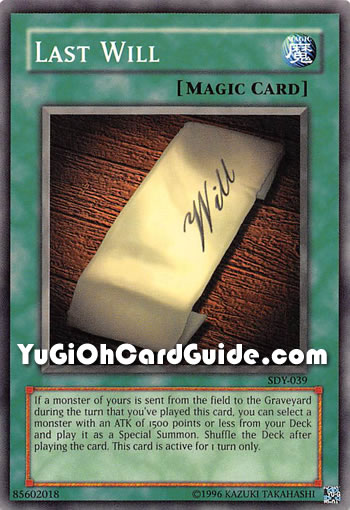 LAST WILL
MAGIC
魔
[MAGIC CARD]
Will
YuGiOhCardGuide.com
SDY-039
If a monster of yours is sent from the field to the Graveyard
during the turn that you've played this card, you can select a
monster with an ATK of 1500 points or less from your Deck
and play it as a Special Summon. Shuffle the Deck after
playing the card. This card is active for 1 turn only.
85602018
©1996 KAZUKI TAKAHASHI